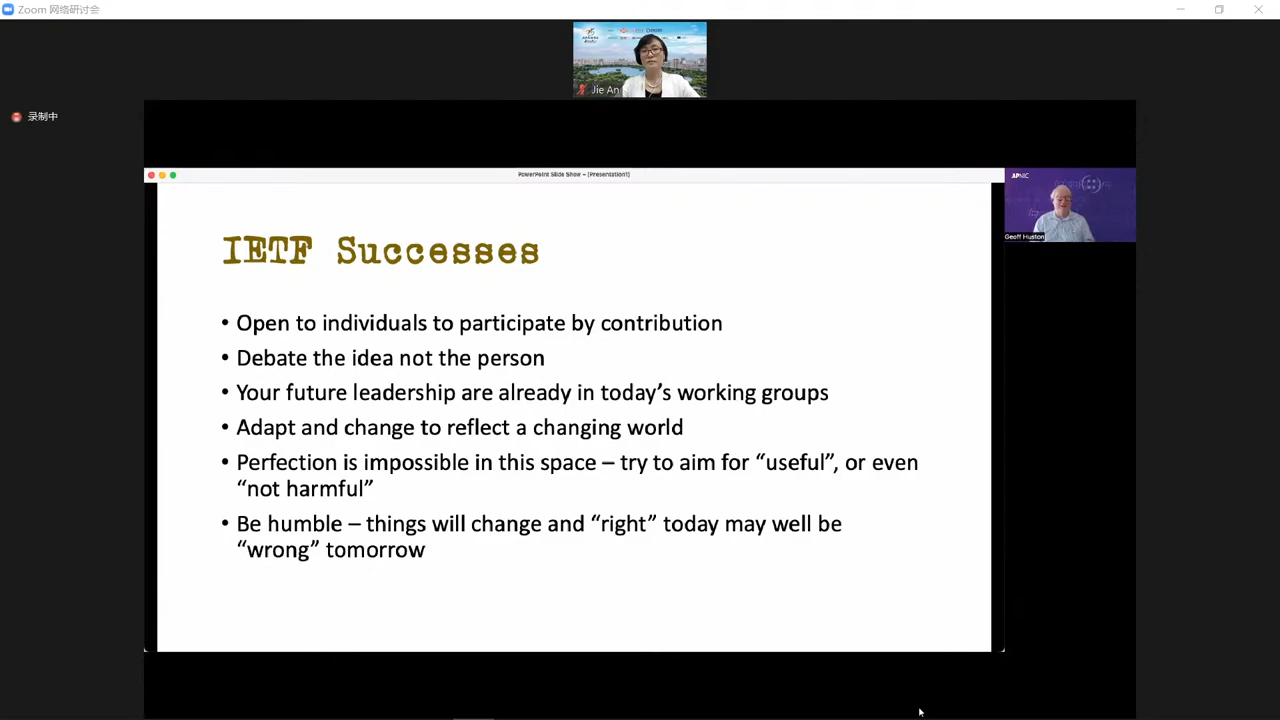 Zoom 网络研讨会
Jie An
录制中
PowerPoint Slide Show – [Presentation1]
APNIC
Geoff Huston
IETF Successes
• Open to individuals to participate by contribution
• Debate the idea not the person
• Your future leadership are already in today’s working groups
• Adapt and change to reflect a changing world
• Perfection is impossible in this space – try to aim for “useful”, or even
“not harmful”
• Be humble – things will change and “right” today may well be
“wrong” tomorrow